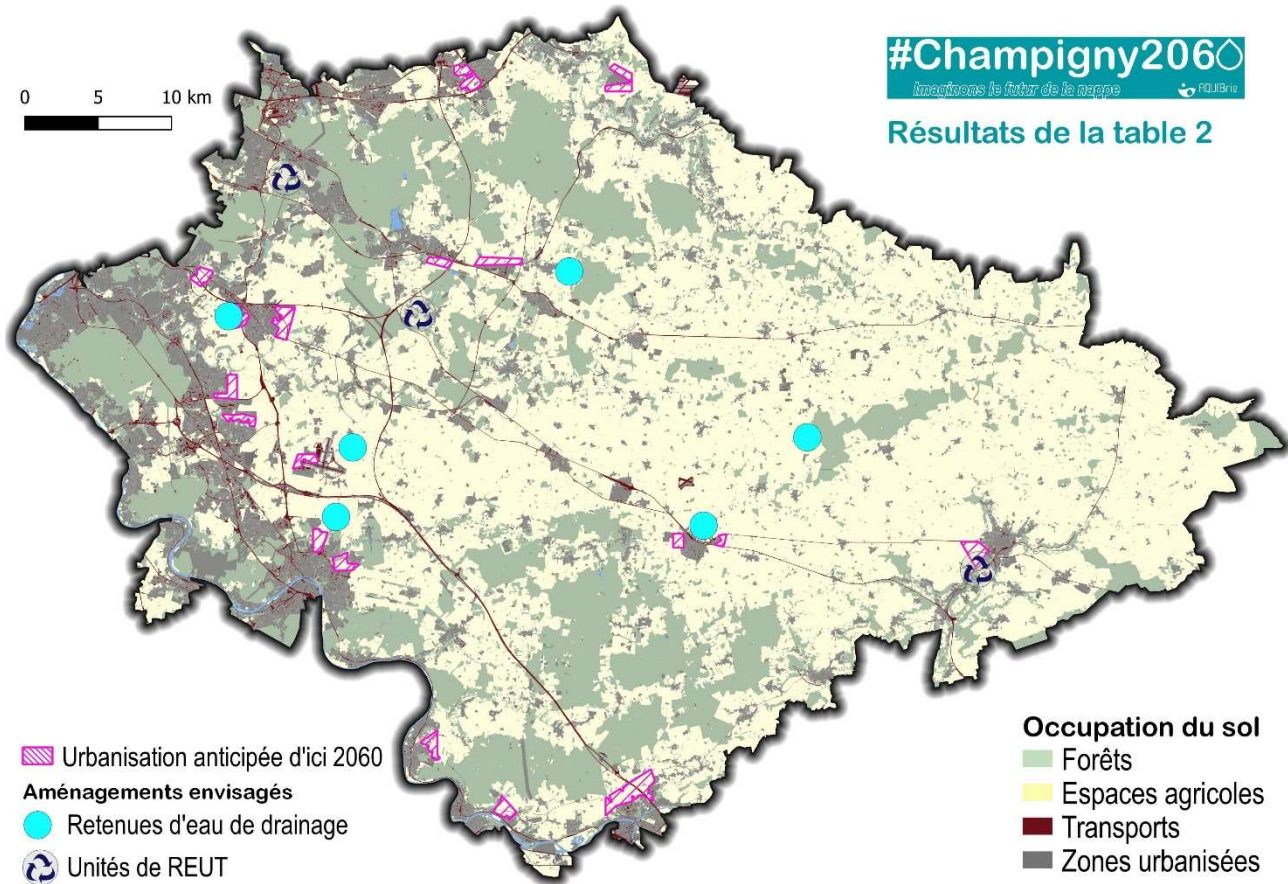 #Champigny2060
Imaginons le futur de la nappe
AQUIBrie
Résultats de la table 2
0 5 10 km
Urbanisation anticipée d'ici 2060
Aménagements envisagés
Retenues d'eau de drainage
Unités de REUT
Occupation du sol
Forêts
Espaces agricoles
Transports
Zones urbanisées